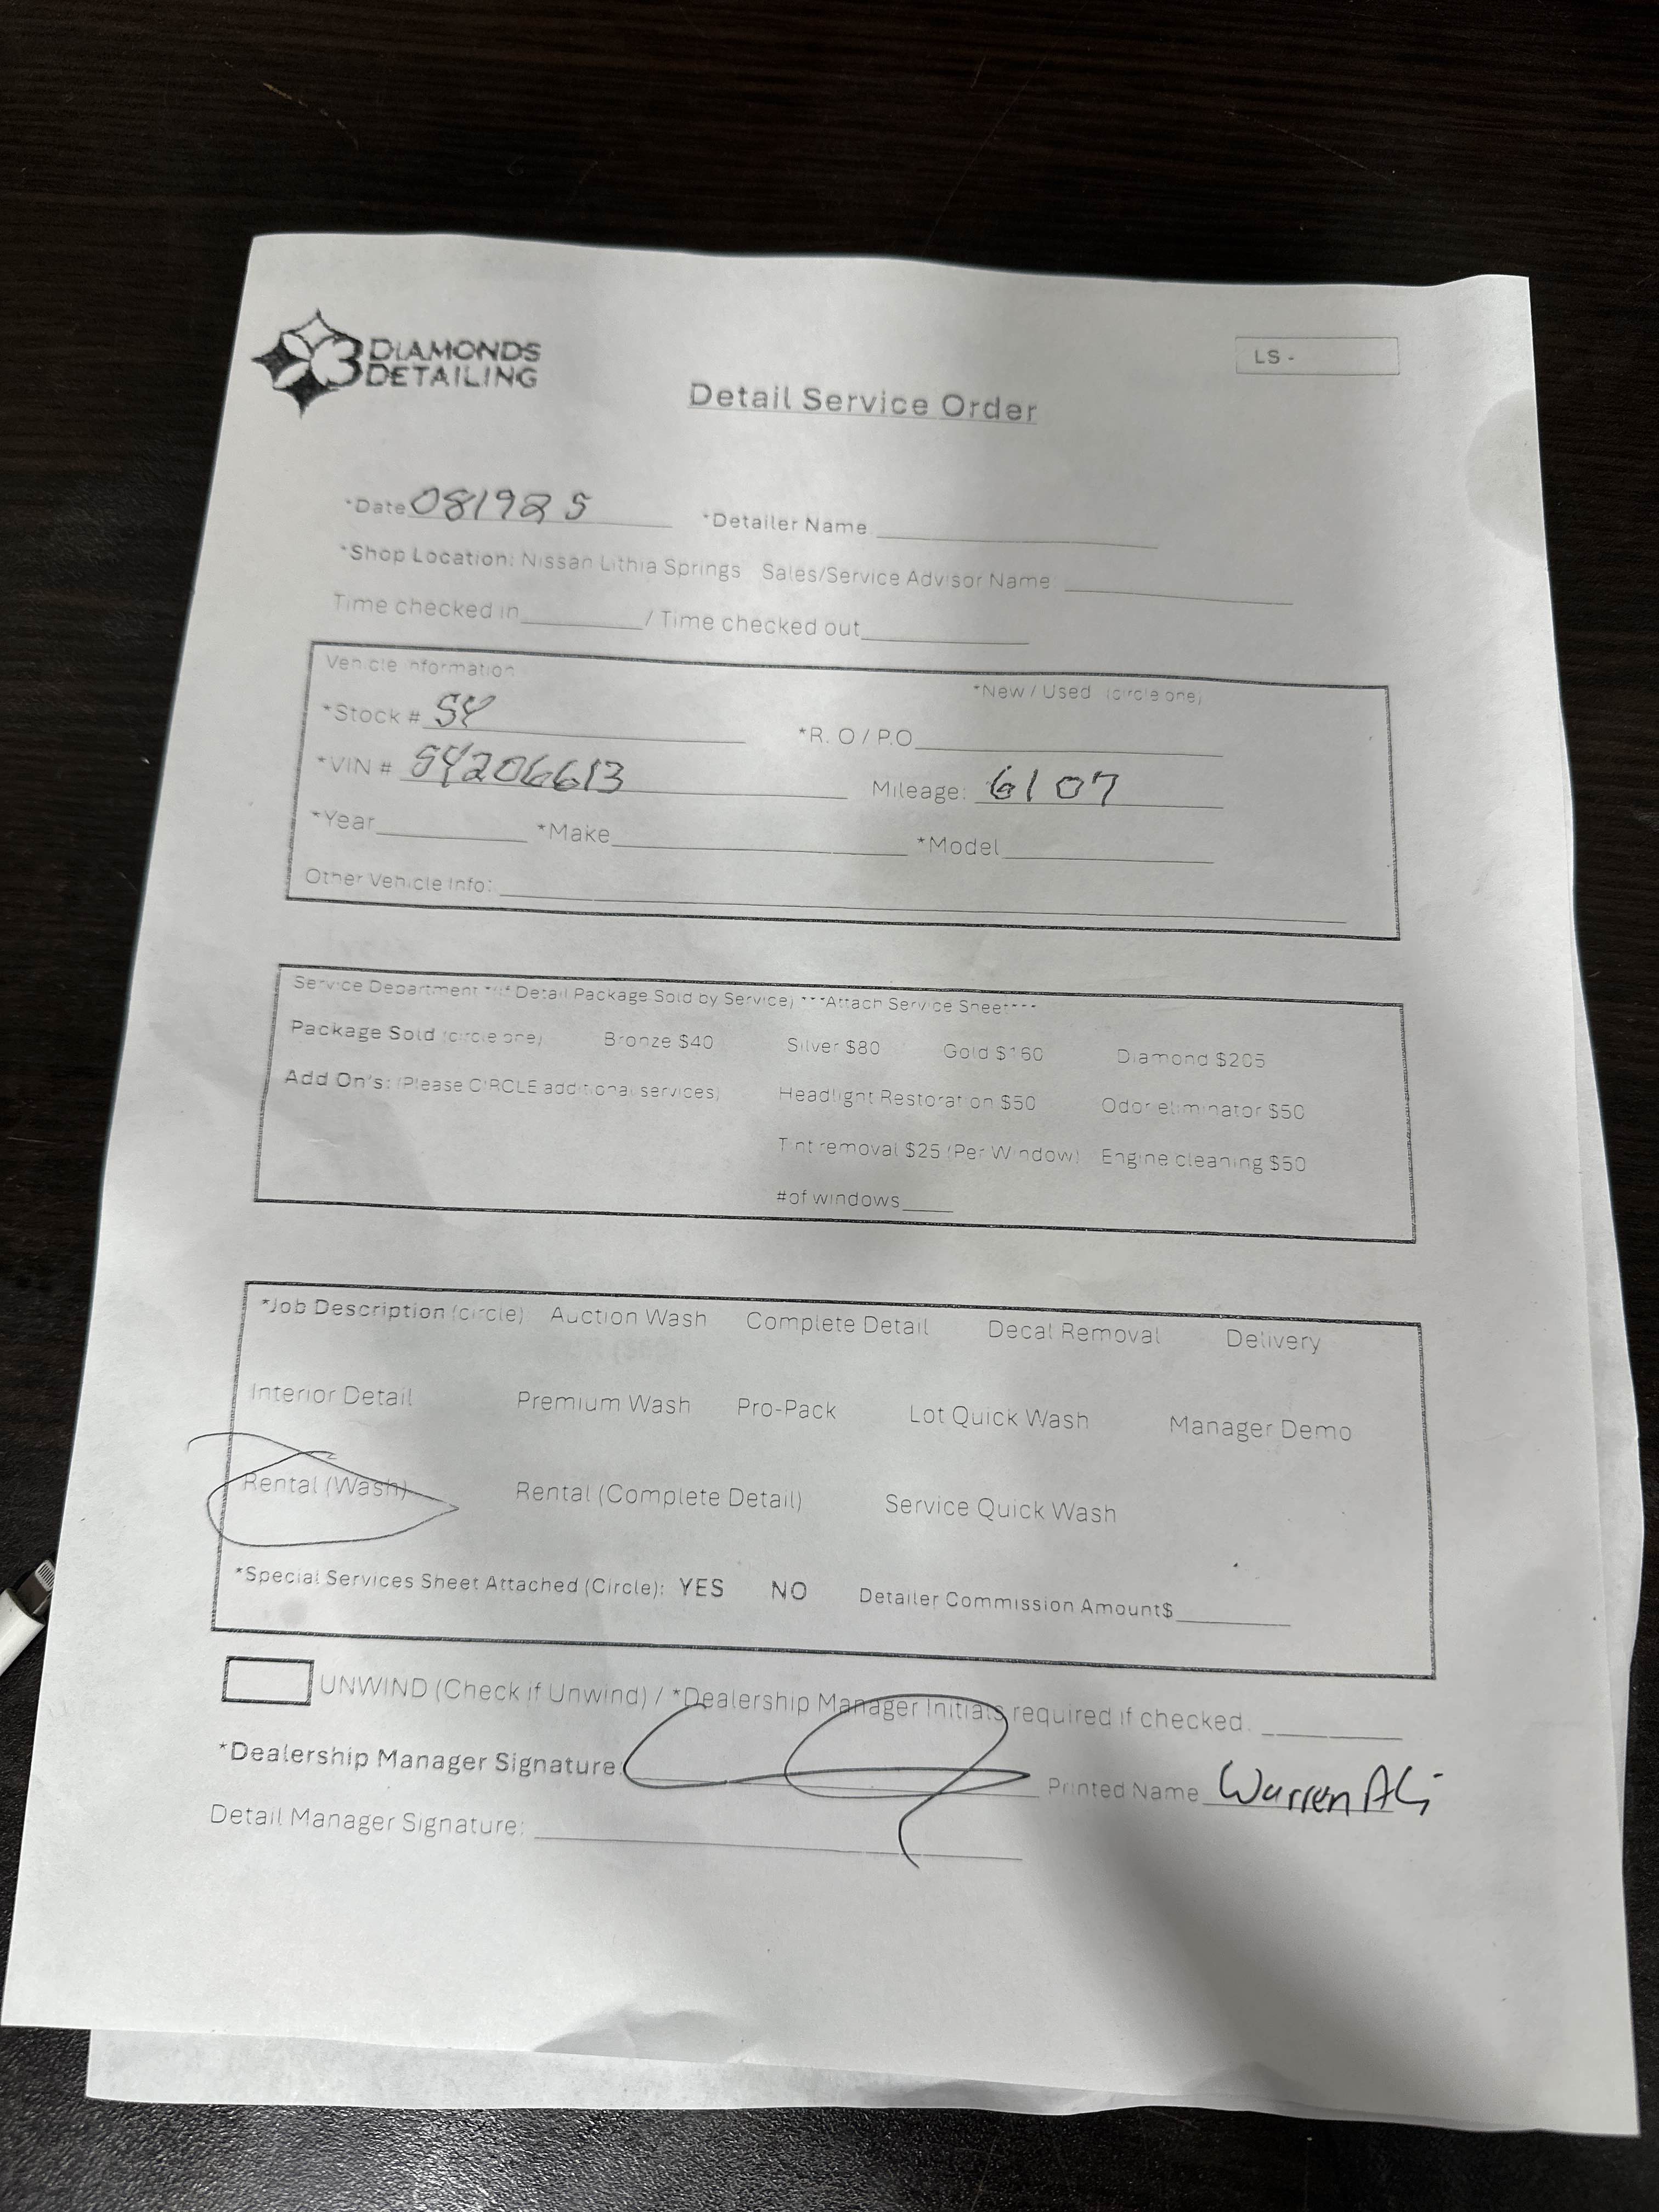 3 DIAMONDS
DETAILING
LS -
Detail Service Order
*Date 081925 *Detailer Name
*Shop Location: Nissan Lithia Springs Sales/Service Advisor Name
Time checked in / Time checked out
Vehicle Information
*New / Used (circle one)
*Stock # SY *R. O / P.O
*VIN # SY206613 Mileage: 6107
*Year *Make *Model
Other Vehicle Info:
Service Department **(If Detail Package Sold by Service) ***Attach Service Sheet****
Package Sold (circle one) Bronze $40 Silver $80 Gold $160 Diamond $205
Add On's: (Please CIRCLE additional services) Headlight Restoration $50 Odor eliminator $50
Tint removal $25 (Per Window) Engine cleaning $50
#of windows
*Job Description (circle): Auction Wash Complete Detail Decal Removal Delivery
Interior Detail Premium Wash Pro-Pack Lot Quick Wash Manager Demo
Rental (Wash) Rental (Complete Detail) Service Quick Wash
*Special Services Sheet Attached (Circle): YES NO Detailer Commission Amount$
UNWIND (Check if Unwind) / *Dealership Manager Initials required if checked.
*Dealership Manager Signature: Printed Name Warren Ali
Detail Manager Signature: